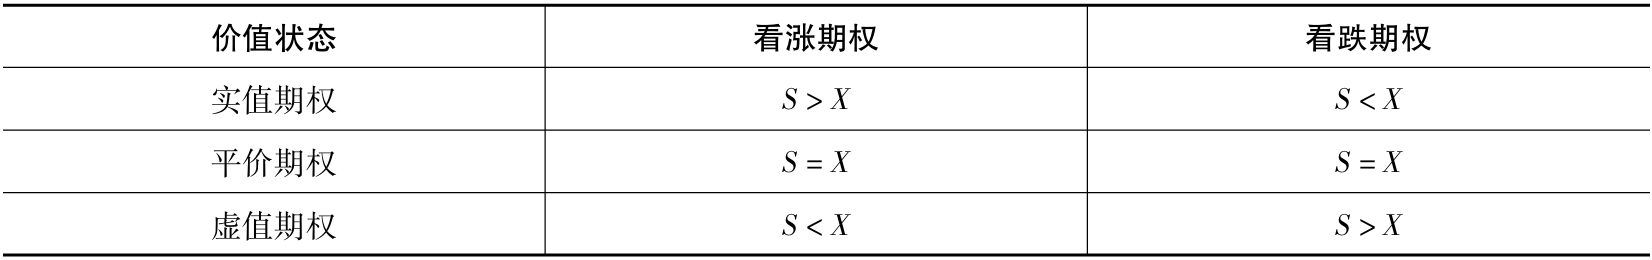 价值状态 看涨期权 看跌期权
实值期权 S > X S < X
平价期权 S = X S = X
虚值期权 S < X S > X